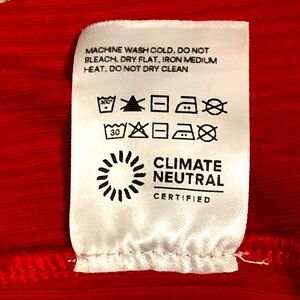 MACHINE WASH COLD, DO NOT
BLEACH, DRY FLAT, IRON MEDIUM
HEAT, DO NOT DRY CLEAN
30
CLIMATE
NEUTRAL
CERTIFIED